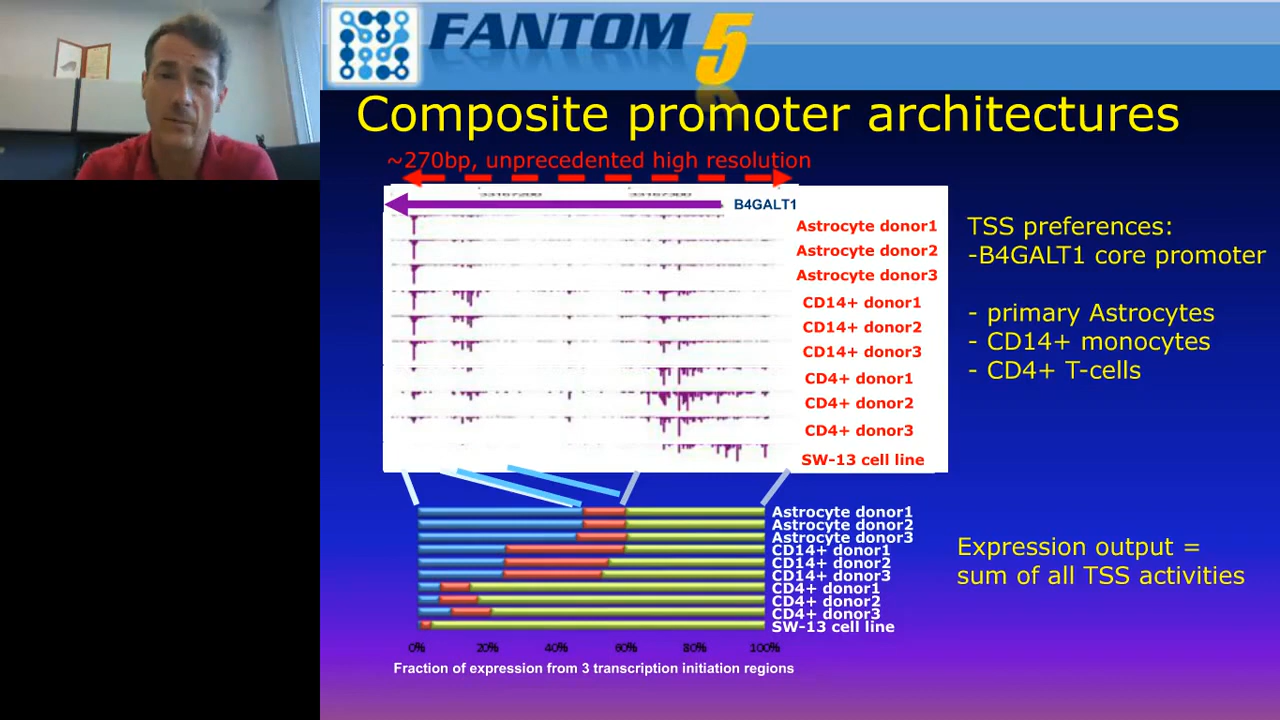 FANTOM 5
Composite promoter architectures
~270bp, unprecedented high resolution
B4GALT1
Astrocyte donor1
Astrocyte donor2
Astrocyte donor3
CD14+ donor1
CD14+ donor2
CD14+ donor3
CD4+ donor1
CD4+ donor2
CD4+ donor3
SW-13 cell line
TSS preferences:
-B4GALT1 core promoter
- primary Astrocytes
- CD14+ monocytes
- CD4+ T-cells
Astrocyte donor1
Astrocyte donor2
Astrocyte donor3
CD14+ donor1
CD14+ donor2
CD14+ donor3
CD4+ donor1
CD4+ donor2
CD4+ donor3
SW-13 cell line
0% 20% 40% 60% 80% 100%
Fraction of expression from 3 transcription initiation regions
Expression output =
sum of all TSS activities